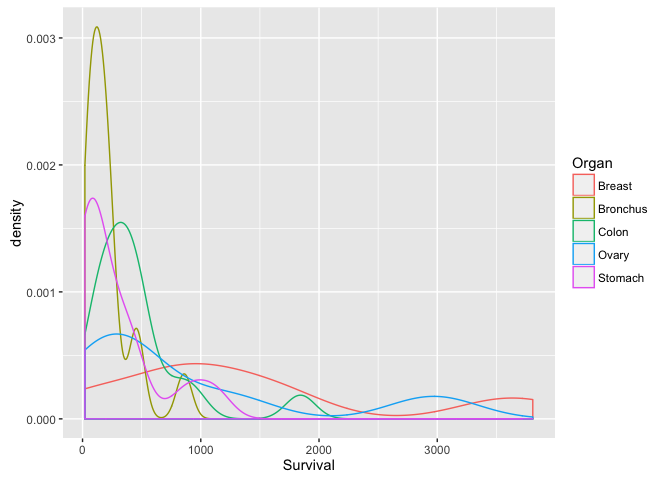 0.003
0.002
0.001
0.000
density
0
1000
2000
3000
Survival
Organ
Breast
Bronchus
Colon
Ovary
Stomach